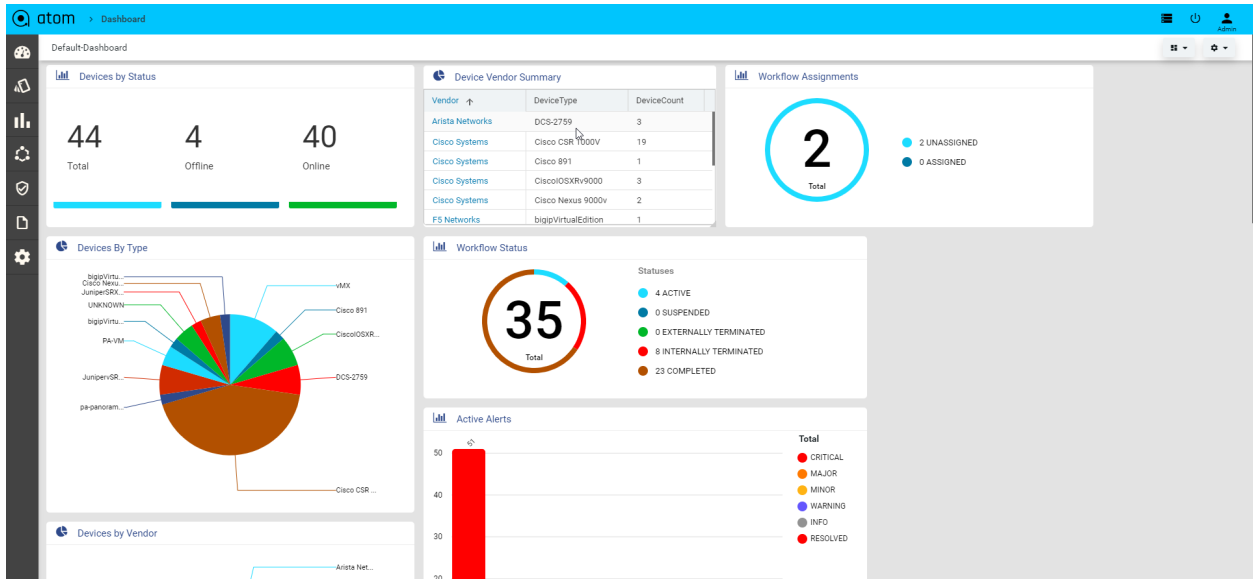 atom > Dashboard
Admin
Default-Dashboard
Devices by Status
44
Total
4
Offline
40
Online
Device Vendor Summary
Vendor DeviceType DeviceCount
Arista Networks DCS-2759 3
Cisco Systems Cisco CSR 1000V 19
Cisco Systems Cisco 891 1
Cisco Systems CiscoIOSXRv9000 3
Cisco Systems Cisco Nexus 9000v 2
F5 Networks bigipVirtualEdition 1
Workflow Assignments
2
Total
2 UNASSIGNED
0 ASSIGNED
Devices By Type
bigipVirtu...
Cisco Nexu...
JuniperSRX...
UNKNOWN
bigipVirtu...
PA-VM
JunipervSR...
pa-panoram...
vMX
Cisco 891
CiscoIOSXR...
DCS-2759
Cisco CSR ...
Workflow Status
35
Total
Statuses
4 ACTIVE
0 SUSPENDED
0 EXTERNALLY TERMINATED
8 INTERNALLY TERMINATED
23 COMPLETED
Active Alerts
51
50
40
30
20
Total
CRITICAL
MAJOR
MINOR
WARNING
INFO
RESOLVED
Devices by Vendor
Arista Net...